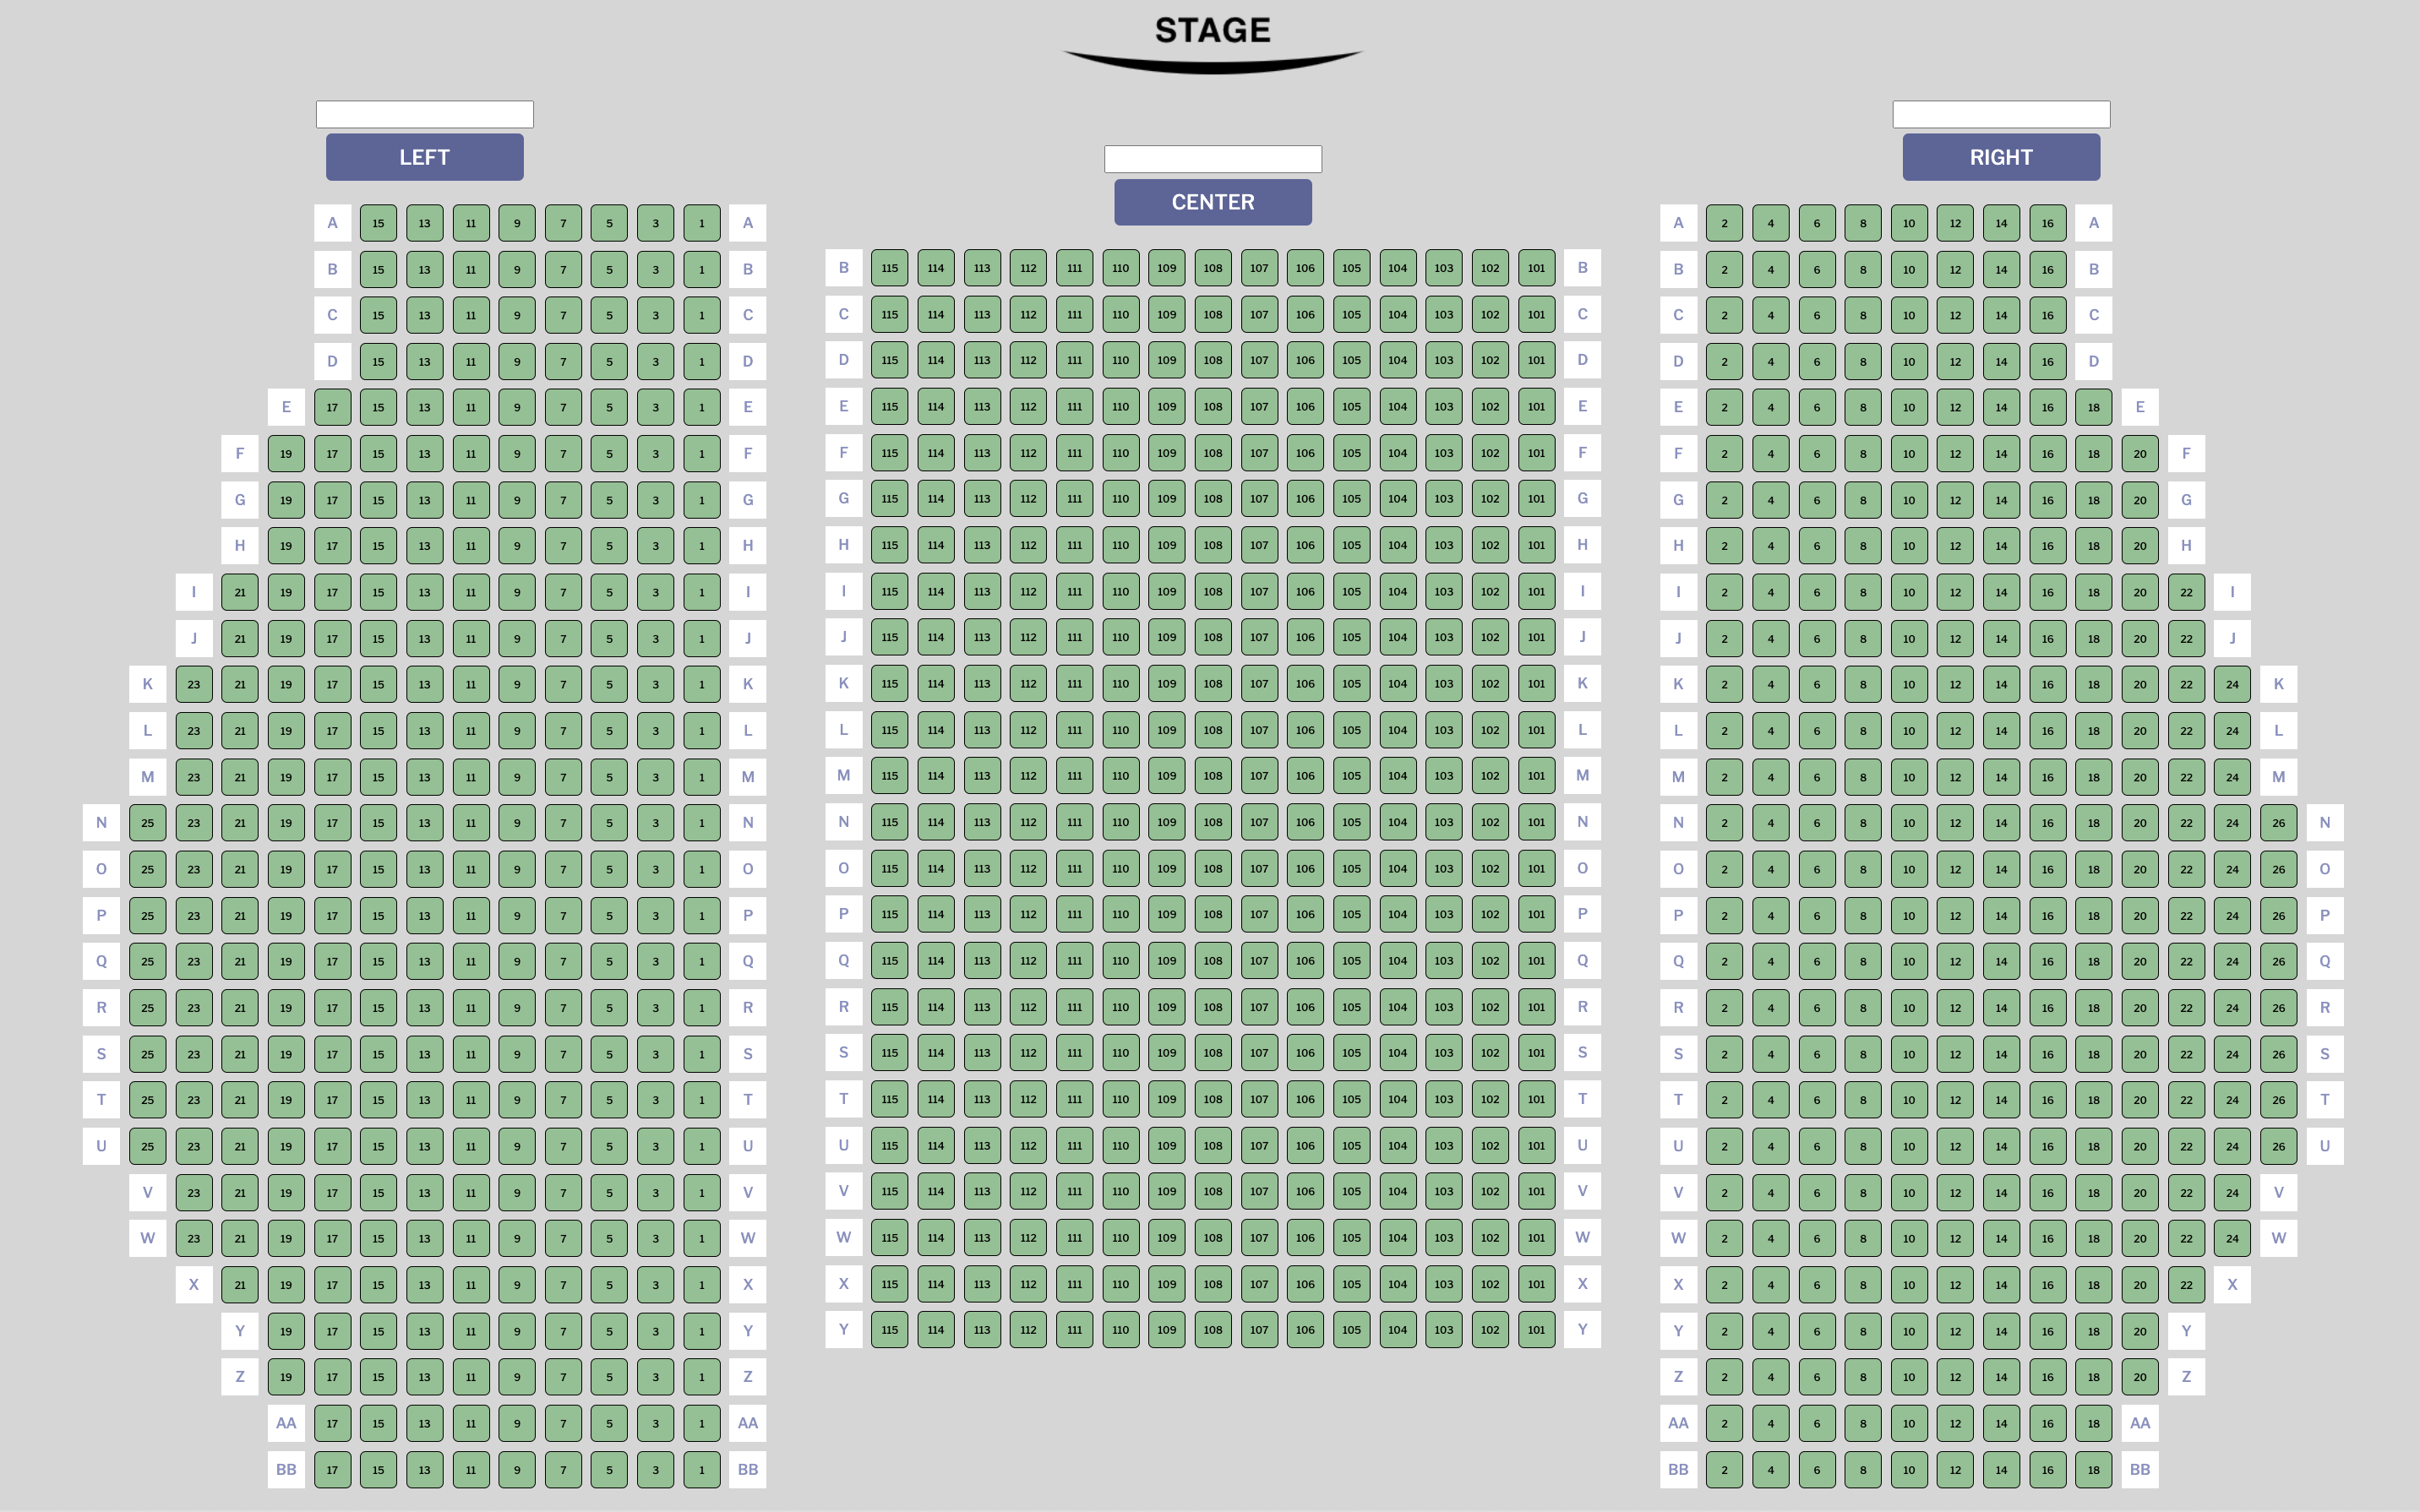 STAGE
LEFT
CENTER
RIGHT
A 15 13 11 9 7 5 3 1 A
B 15 13 11 9 7 5 3 1 B
C 15 13 11 9 7 5 3 1 C
D 15 13 11 9 7 5 3 1 D
E 17 15 13 11 9 7 5 3 1 E
F 19 17 15 13 11 9 7 5 3 1 F
G 19 17 15 13 11 9 7 5 3 1 G
H 19 17 15 13 11 9 7 5 3 1 H
I 21 19 17 15 13 11 9 7 5 3 1 I
J 21 19 17 15 13 11 9 7 5 3 1 J
K 23 21 19 17 15 13 11 9 7 5 3 1 K
L 23 21 19 17 15 13 11 9 7 5 3 1 L
M 23 21 19 17 15 13 11 9 7 5 3 1 M
N 25 23 21 19 17 15 13 11 9 7 5 3 1 N
O 25 23 21 19 17 15 13 11 9 7 5 3 1 O
P 25 23 21 19 17 15 13 11 9 7 5 3 1 P
Q 25 23 21 19 17 15 13 11 9 7 5 3 1 Q
R 25 23 21 19 17 15 13 11 9 7 5 3 1 R
S 25 23 21 19 17 15 13 11 9 7 5 3 1 S
T 25 23 21 19 17 15 13 11 9 7 5 3 1 T
U 25 23 21 19 17 15 13 11 9 7 5 3 1 U
V 23 21 19 17 15 13 11 9 7 5 3 1 V
W 23 21 19 17 15 13 11 9 7 5 3 1 W
X 21 19 17 15 13 11 9 7 5 3 1 X
Y 19 17 15 13 11 9 7 5 3 1 Y
Z 19 17 15 13 11 9 7 5 3 1 Z
AA 17 15 13 11 9 7 5 3 1 AA
BB 17 15 13 11 9 7 5 3 1 BB
B 115 114 113 112 111 110 109 108 107 106 105 104 103 102 101 B
C 115 114 113 112 111 110 109 108 107 106 105 104 103 102 101 C
D 115 114 113 112 111 110 109 108 107 106 105 104 103 102 101 D
E 115 114 113 112 111 110 109 108 107 106 105 104 103 102 101 E
F 115 114 113 112 111 110 109 108 107 106 105 104 103 102 101 F
G 115 114 113 112 111 110 109 108 107 106 105 104 103 102 101 G
H 115 114 113 112 111 110 109 108 107 106 105 104 103 102 101 H
I 115 114 113 112 111 110 109 108 107 106 105 104 103 102 101 I
J 115 114 113 112 111 110 109 108 107 106 105 104 103 102 101 J
K 115 114 113 112 111 110 109 108 107 106 105 104 103 102 101 K
L 115 114 113 112 111 110 109 108 107 106 105 104 103 102 101 L
M 115 114 113 112 111 110 109 108 107 106 105 104 103 102 101 M
N 115 114 113 112 111 110 109 108 107 106 105 104 103 102 101 N
O 115 114 113 112 111 110 109 108 107 106 105 104 103 102 101 O
P 115 114 113 112 111 110 109 108 107 106 105 104 103 102 101 P
Q 115 114 113 112 111 110 109 108 107 106 105 104 103 102 101 Q
R 115 114 113 112 111 110 109 108 107 106 105 104 103 102 101 R
S 115 114 113 112 111 110 109 108 107 106 105 104 103 102 101 S
T 115 114 113 112 111 110 109 108 107 106 105 104 103 102 101 T
U 115 114 113 112 111 110 109 108 107 106 105 104 103 102 101 U
V 115 114 113 112 111 110 109 108 107 106 105 104 103 102 101 V
W 115 114 113 112 111 110 109 108 107 106 105 104 103 102 101 W
X 115 114 113 112 111 110 109 108 107 106 105 104 103 102 101 X
Y 115 114 113 112 111 110 109 108 107 106 105 104 103 102 101 Y
A 2 4 6 8 10 12 14 16 A
B 2 4 6 8 10 12 14 16 B
C 2 4 6 8 10 12 14 16 C
D 2 4 6 8 10 12 14 16 D
E 2 4 6 8 10 12 14 16 18 E
F 2 4 6 8 10 12 14 16 18 20 F
G 2 4 6 8 10 12 14 16 18 20 G
H 2 4 6 8 10 12 14 16 18 20 H
I 2 4 6 8 10 12 14 16 18 20 22 I
J 2 4 6 8 10 12 14 16 18 20 22 J
K 2 4 6 8 10 12 14 16 18 20 22 24 K
L 2 4 6 8 10 12 14 16 18 20 22 24 L
M 2 4 6 8 10 12 14 16 18 20 22 24 M
N 2 4 6 8 10 12 14 16 18 20 22 24 26 N
O 2 4 6 8 10 12 14 16 18 20 22 24 26 O
P 2 4 6 8 10 12 14 16 18 20 22 24 26 P
Q 2 4 6 8 10 12 14 16 18 20 22 24 26 Q
R 2 4 6 8 10 12 14 16 18 20 22 24 26 R
S 2 4 6 8 10 12 14 16 18 20 22 24 26 S
T 2 4 6 8 10 12 14 16 18 20 22 24 26 T
U 2 4 6 8 10 12 14 16 18 20 22 24 26 U
V 2 4 6 8 10 12 14 16 18 20 22 24 V
W 2 4 6 8 10 12 14 16 18 20 22 24 W
X 2 4 6 8 10 12 14 16 18 20 22 X
Y 2 4 6 8 10 12 14 16 18 20 Y
Z 2 4 6 8 10 12 14 16 18 20 Z
AA 2 4 6 8 10 12 14 16 18 AA
BB 2 4 6 8 10 12 14 16 18 BB